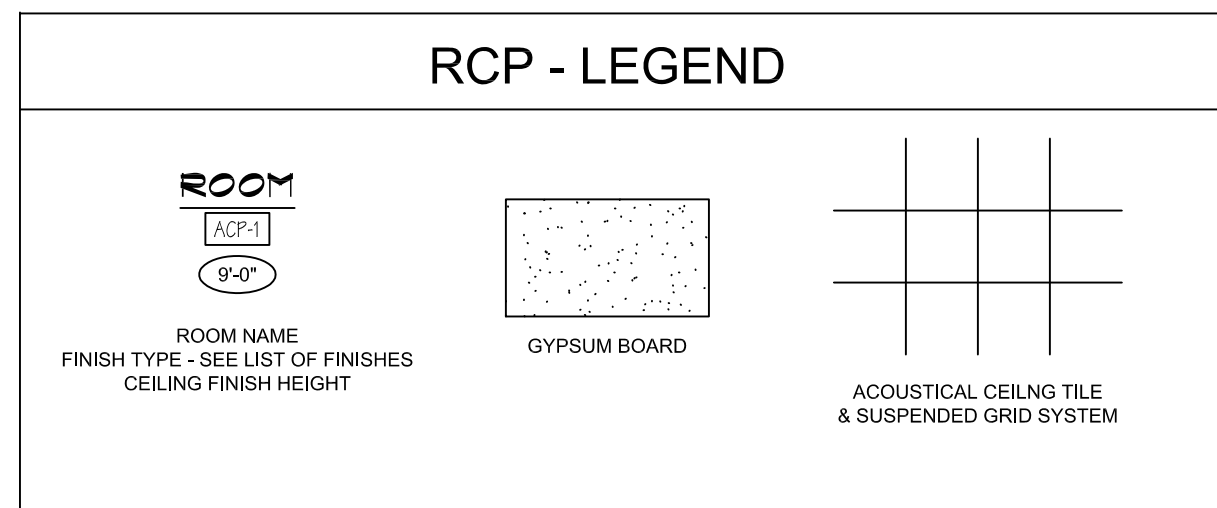 RCP - LEGEND
ROOM
ACP-1
9'-0"
ROOM NAME
FINISH TYPE - SEE LIST OF FINISHES
CEILING FINISH HEIGHT
GYPSUM BOARD
ACOUSTICAL CEILNG TILE
& SUSPENDED GRID SYSTEM